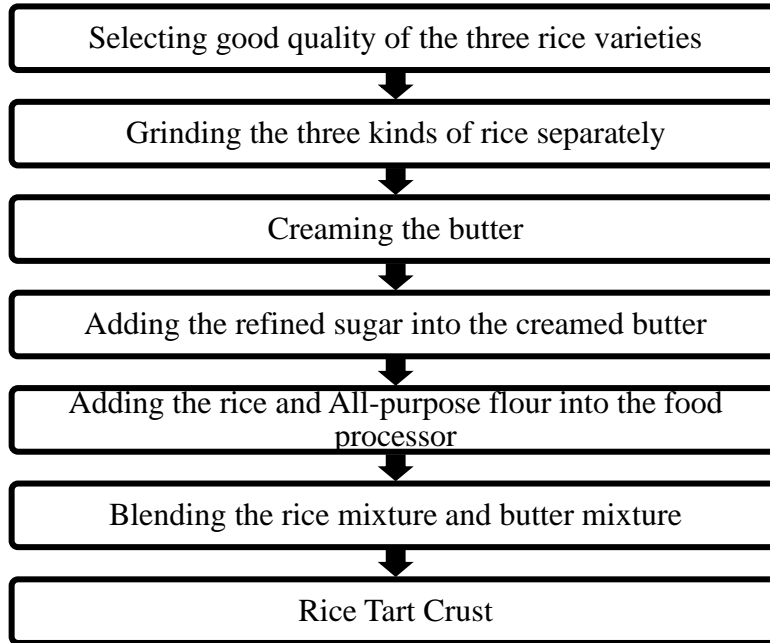 Selecting good quality of the three rice varieties
Grinding the three kinds of rice separately
Creaming the butter
Adding the refined sugar into the creamed butter
Adding the rice and All-purpose flour into the food
processor
Blending the rice mixture and butter mixture
Rice Tart Crust